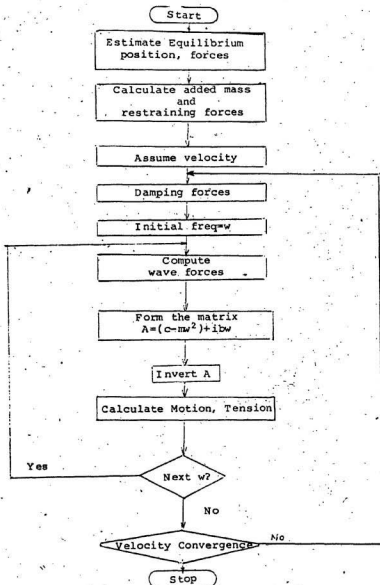 Start
Estimate Equilibrium
position, forces
Calculate added mass
and
restraining forces
Assume velocity
Damping forces
Initial freq=w
Compute
wave forces
Form the matrix
A=(c-mw²)+ibw
Invert A
Calculate Motion, Tension
Yes
Next w?
No
Velocity Convergence
No
Stop